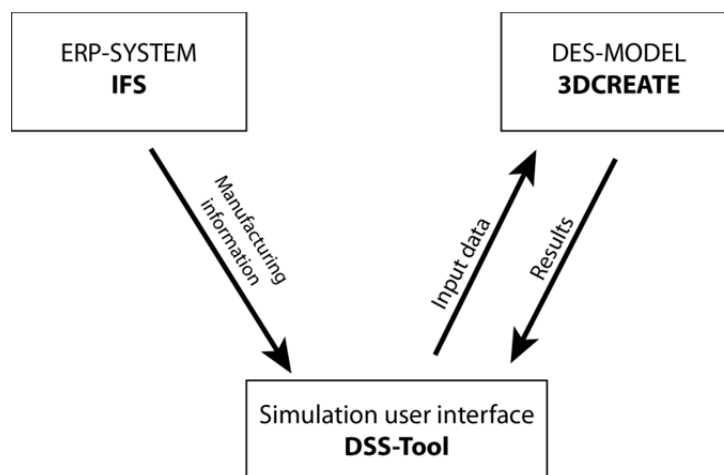 ERP-SYSTEM
IFS
DES-MODEL
3DCREATE
Manufacturing
information
Input data
Results
Simulation user interface
DSS-Tool